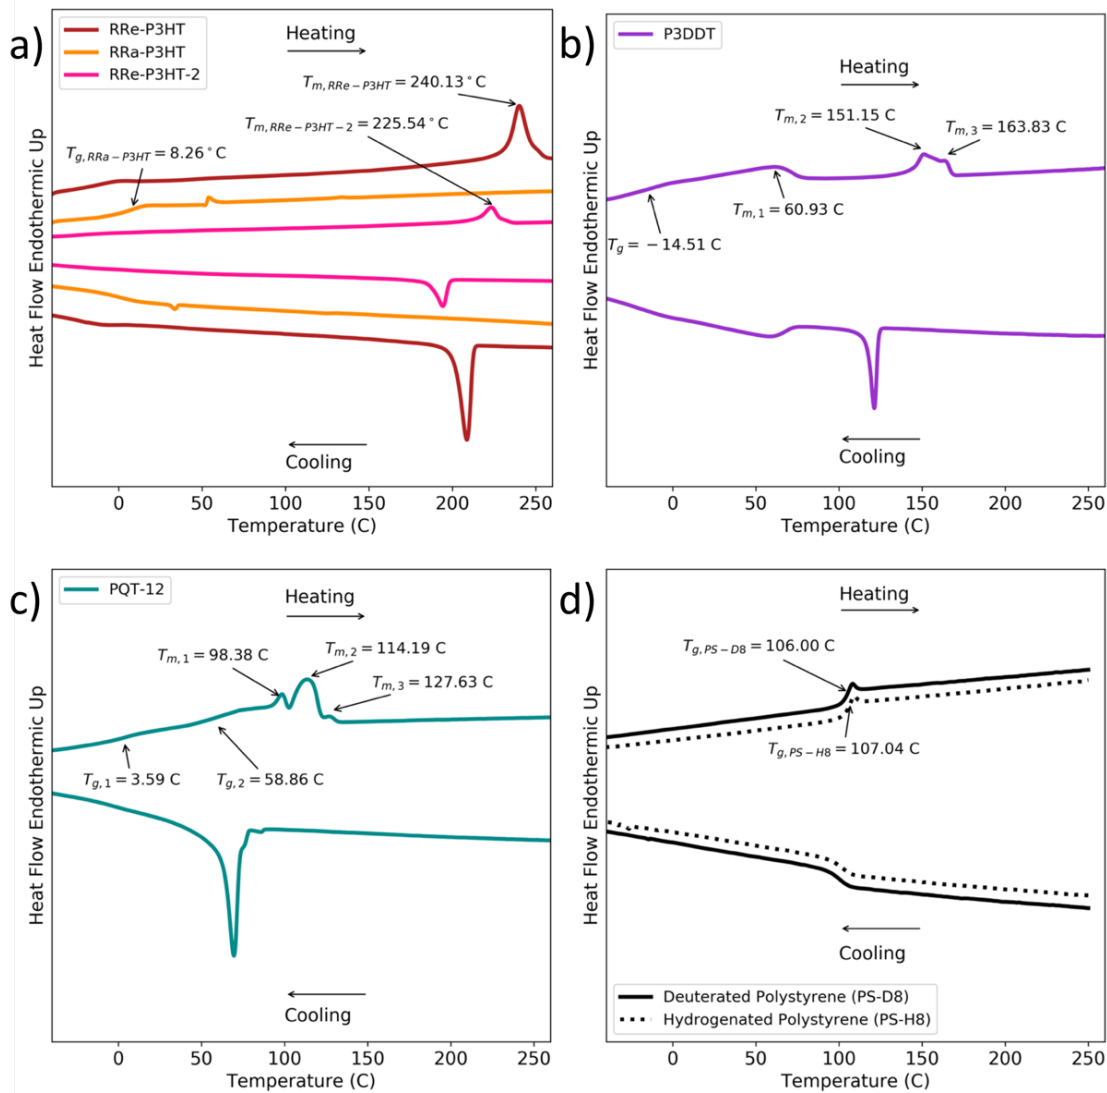 a)
RRe-P3HT
RRa-P3HT
RRe-P3HT-2
Heating
T_{m,RRe−P3HT} = 240.13°C
T_{m,RRe−P3HT−2} = 225.54°C
T_{g,RRa−P3HT} = 8.26°C
Cooling
Heat Flow Endothermic Up
0 50 100 150 200 250
Temperature (C)
b)
P3DDT
Heating
T_{m,2} = 151.15 C
T_{m,3} = 163.83 C
T_{m,1} = 60.93 C
T_g = −14.51 C
Cooling
Heat Flow Endothermic Up
0 50 100 150 200 250
Temperature (C)
c)
PQT-12
Heating
T_{m,1} = 98.38 C
T_{m,2} = 114.19 C
T_{m,3} = 127.63 C
T_{g,1} = 3.59 C
T_{g,2} = 58.86 C
Cooling
Heat Flow Endothermic Up
0 50 100 150 200 250
Temperature (C)
d)
Heating
T_{g,PS−D8} = 106.00 C
T_{g,PS−H8} = 107.04 C
Cooling
Deuterated Polystyrene (PS-D8)
Hydrogenated Polystyrene (PS-H8)
Heat Flow Endothermic Up
0 50 100 150 200 250
Temperature (C)